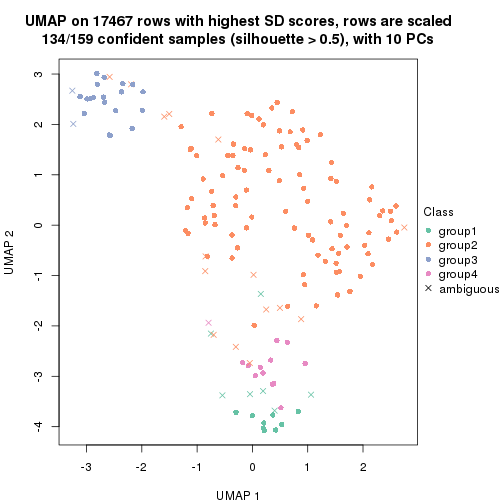 UMAP on 17467 rows with highest SD scores, rows are scaled
134/159 confident samples (silhouette > 0.5), with 10 PCs
3
2
1
0
-1
-2
-3
-4
UMAP 2
-3
-2
-1
0
1
2
UMAP 1
Class
group1
group2
group3
group4
ambiguous